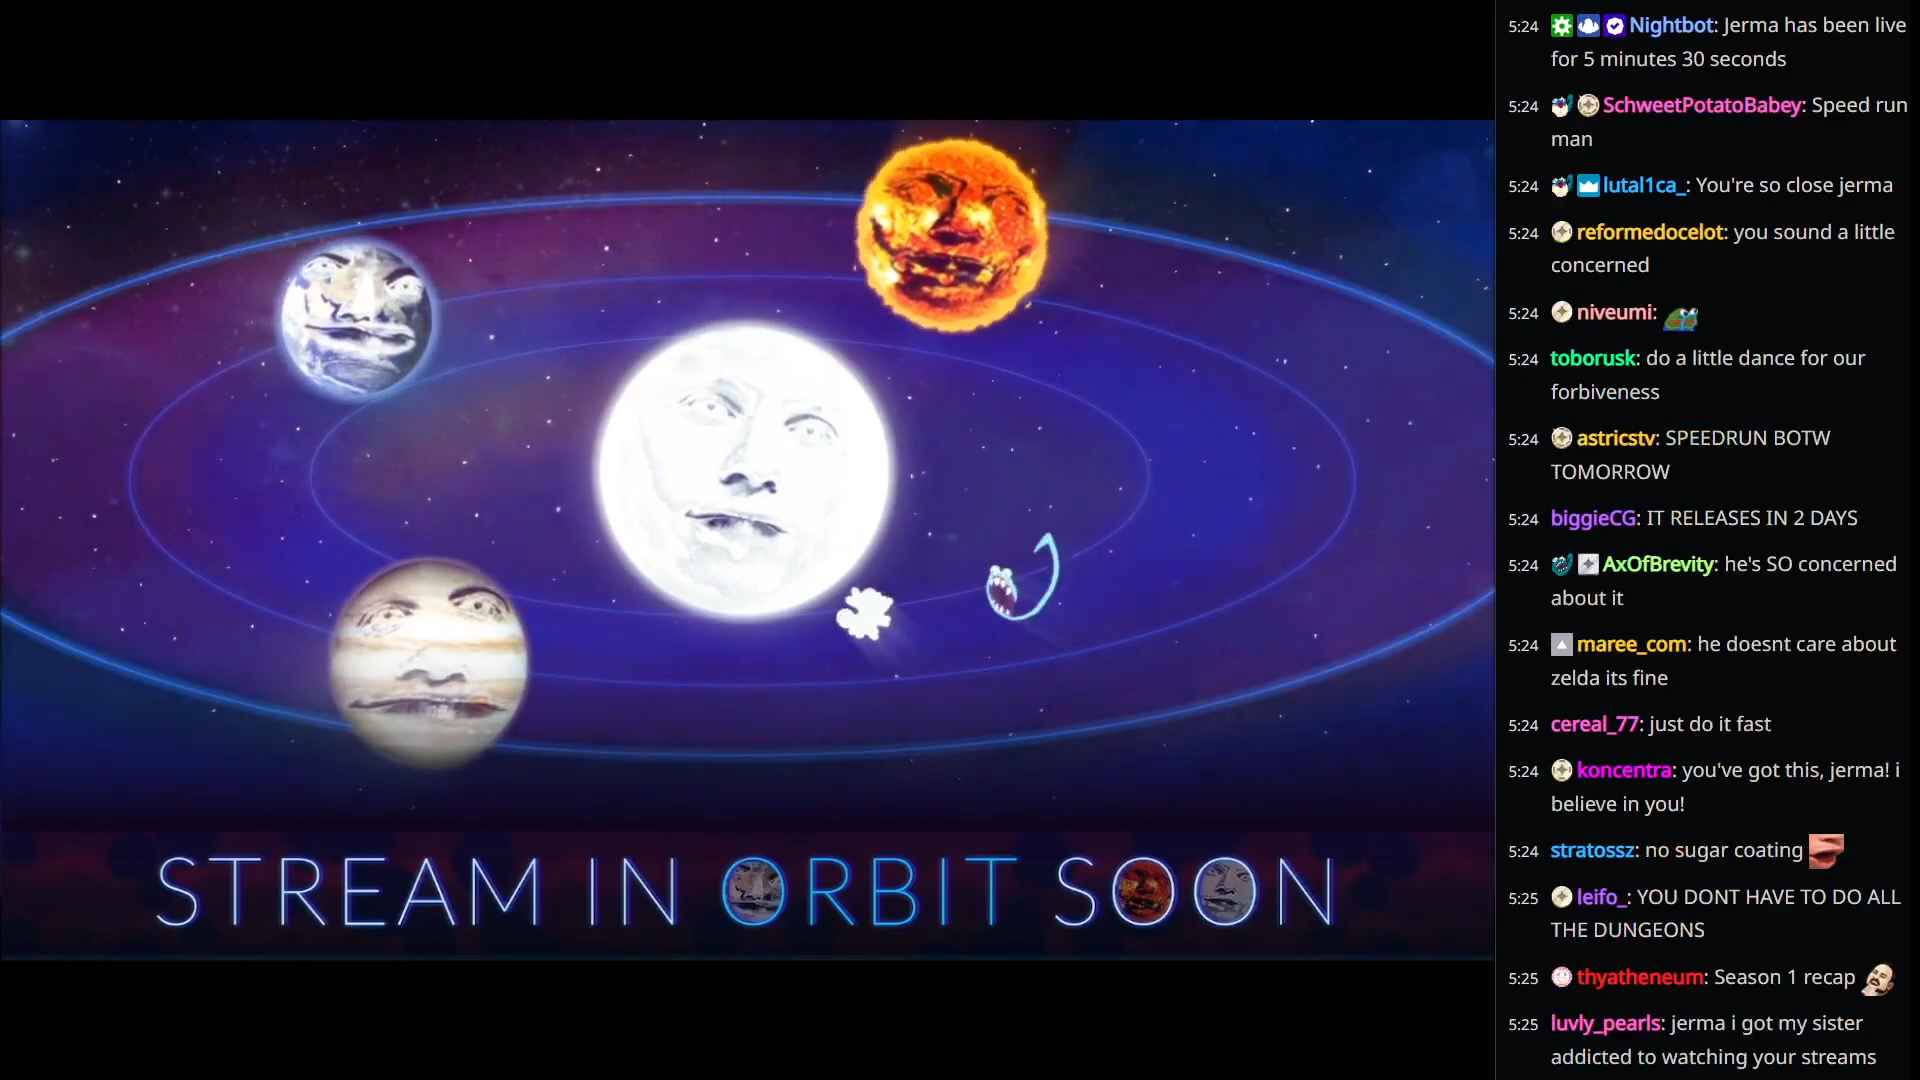 STREAM IN ORBIT SOON
5:24 Nightbot: Jerma has been live
for 5 minutes 30 seconds
5:24 SchweetPotatoBabey: Speed run
man
5:24 lutal1ca_: You're so close jerma
5:24 reformedocelot: you sound a little
concerned
5:24 niveumi:
5:24 toborusk: do a little dance for our
forbiveness
5:24 astricstv: SPEEDRUN BOTW
TOMORROW
5:24 biggieCG: IT RELEASES IN 2 DAYS
5:24 AxOfBrevity: he's SO concerned
about it
5:24 maree_com: he doesnt care about
zelda its fine
5:24 cereal_77: just do it fast
5:24 koncentra: you've got this, jerma! i
believe in you!
5:24 stratossz: no sugar coating
5:25 leifo_: YOU DONT HAVE TO DO ALL
THE DUNGEONS
5:25 thyatheneum: Season 1 recap
5:25 luvly_pearls: jerma i got my sister
addicted to watching your streams